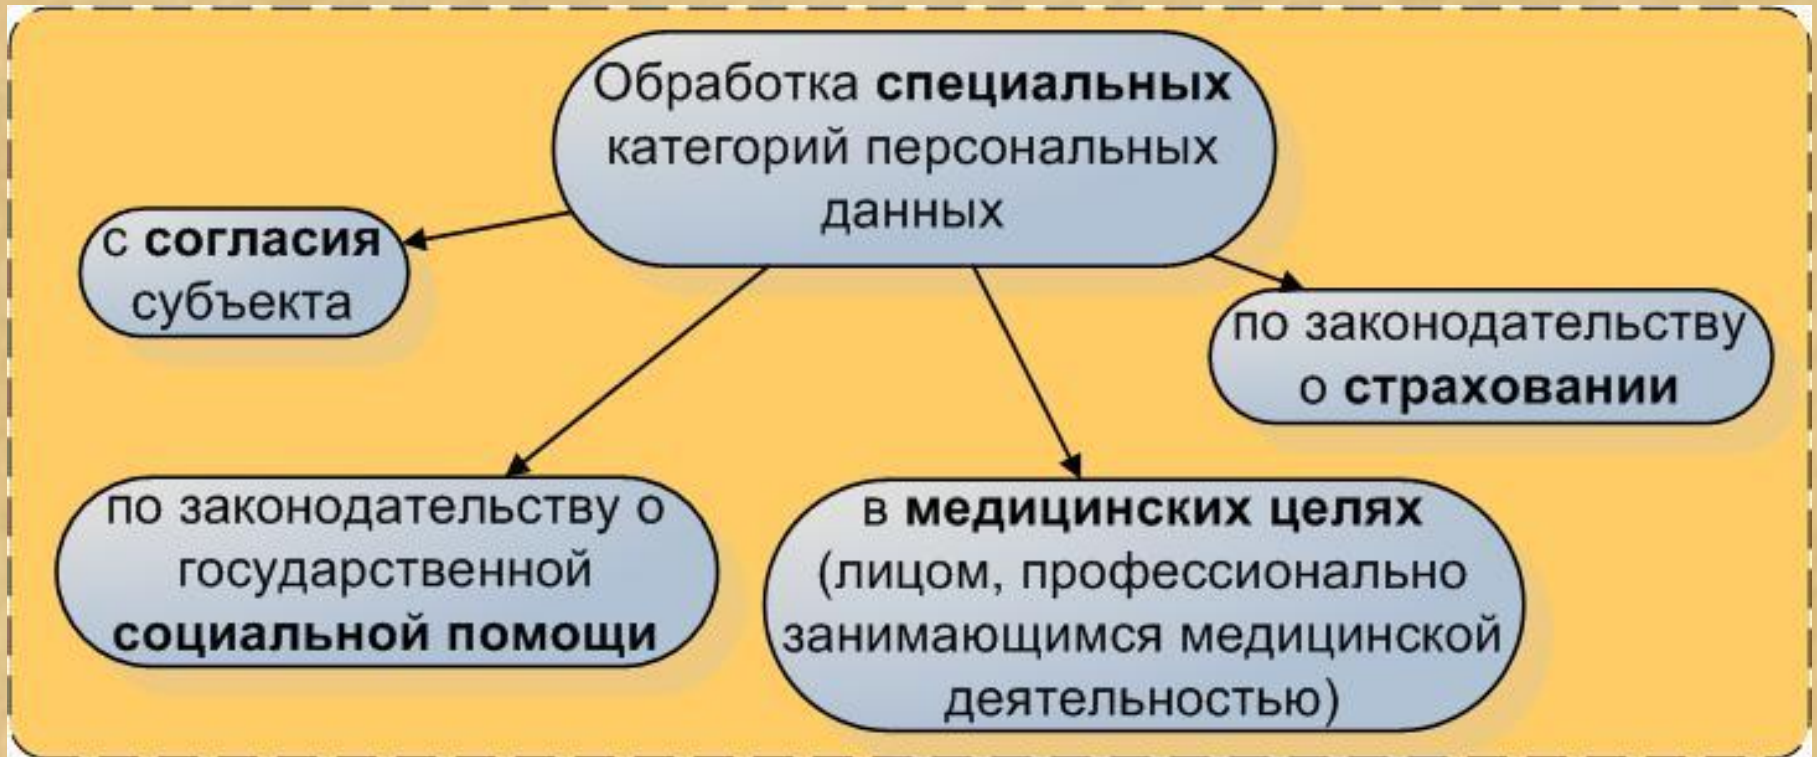 Обработка специальных
категорий персональных
данных
с согласия
субъекта
по законодательству
о страховании
по законодательству о
государственной
социальной помощи
в медицинских целях
(лицом, профессионально
занимающимся медицинской
деятельностью)